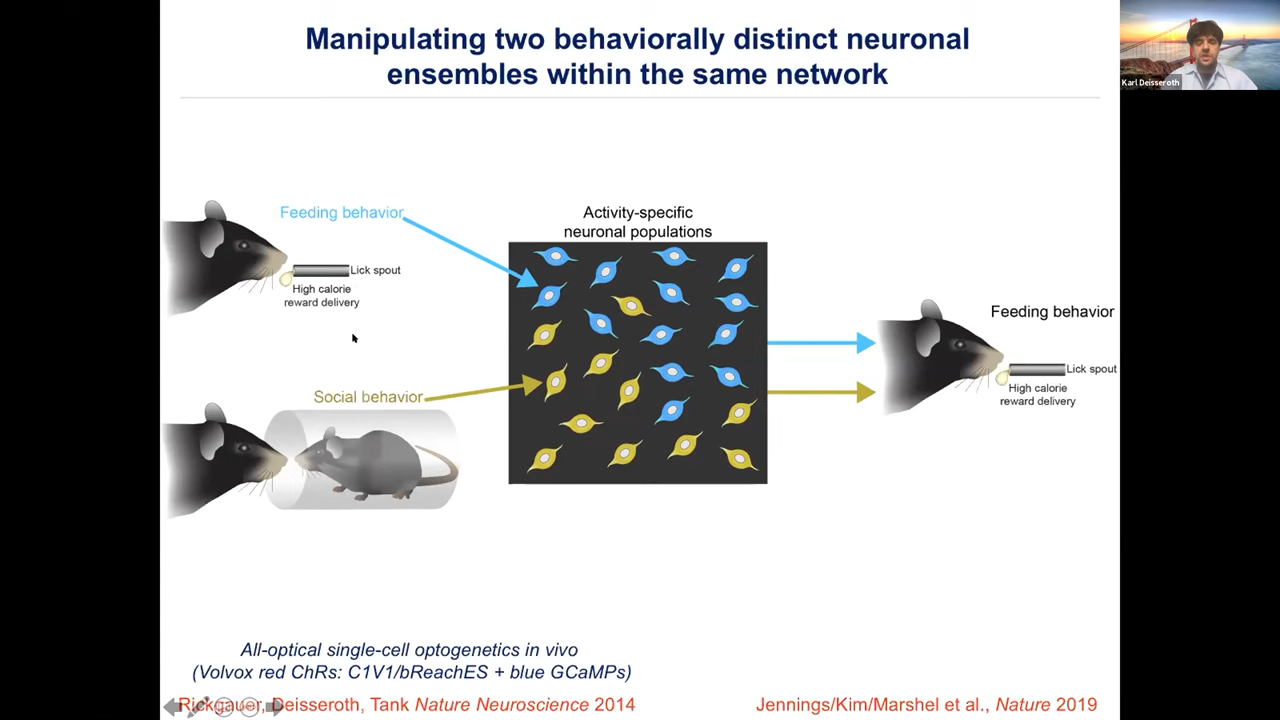 Manipulating two behaviorally distinct neuronal
ensembles within the same network
Karl Deisseroth
Feeding behavior
Lick spout
High calorie
reward delivery
Social behavior
Activity-specific
neuronal populations
Feeding behavior
Lick spout
High calorie
reward delivery
All-optical single-cell optogenetics in vivo
(Volvox red ChRs: C1V1/bReachES + blue GCaMPs)
Rickgauer, Deisseroth, Tank Nature Neuroscience 2014
Jennings/Kim/Marshel et al., Nature 2019